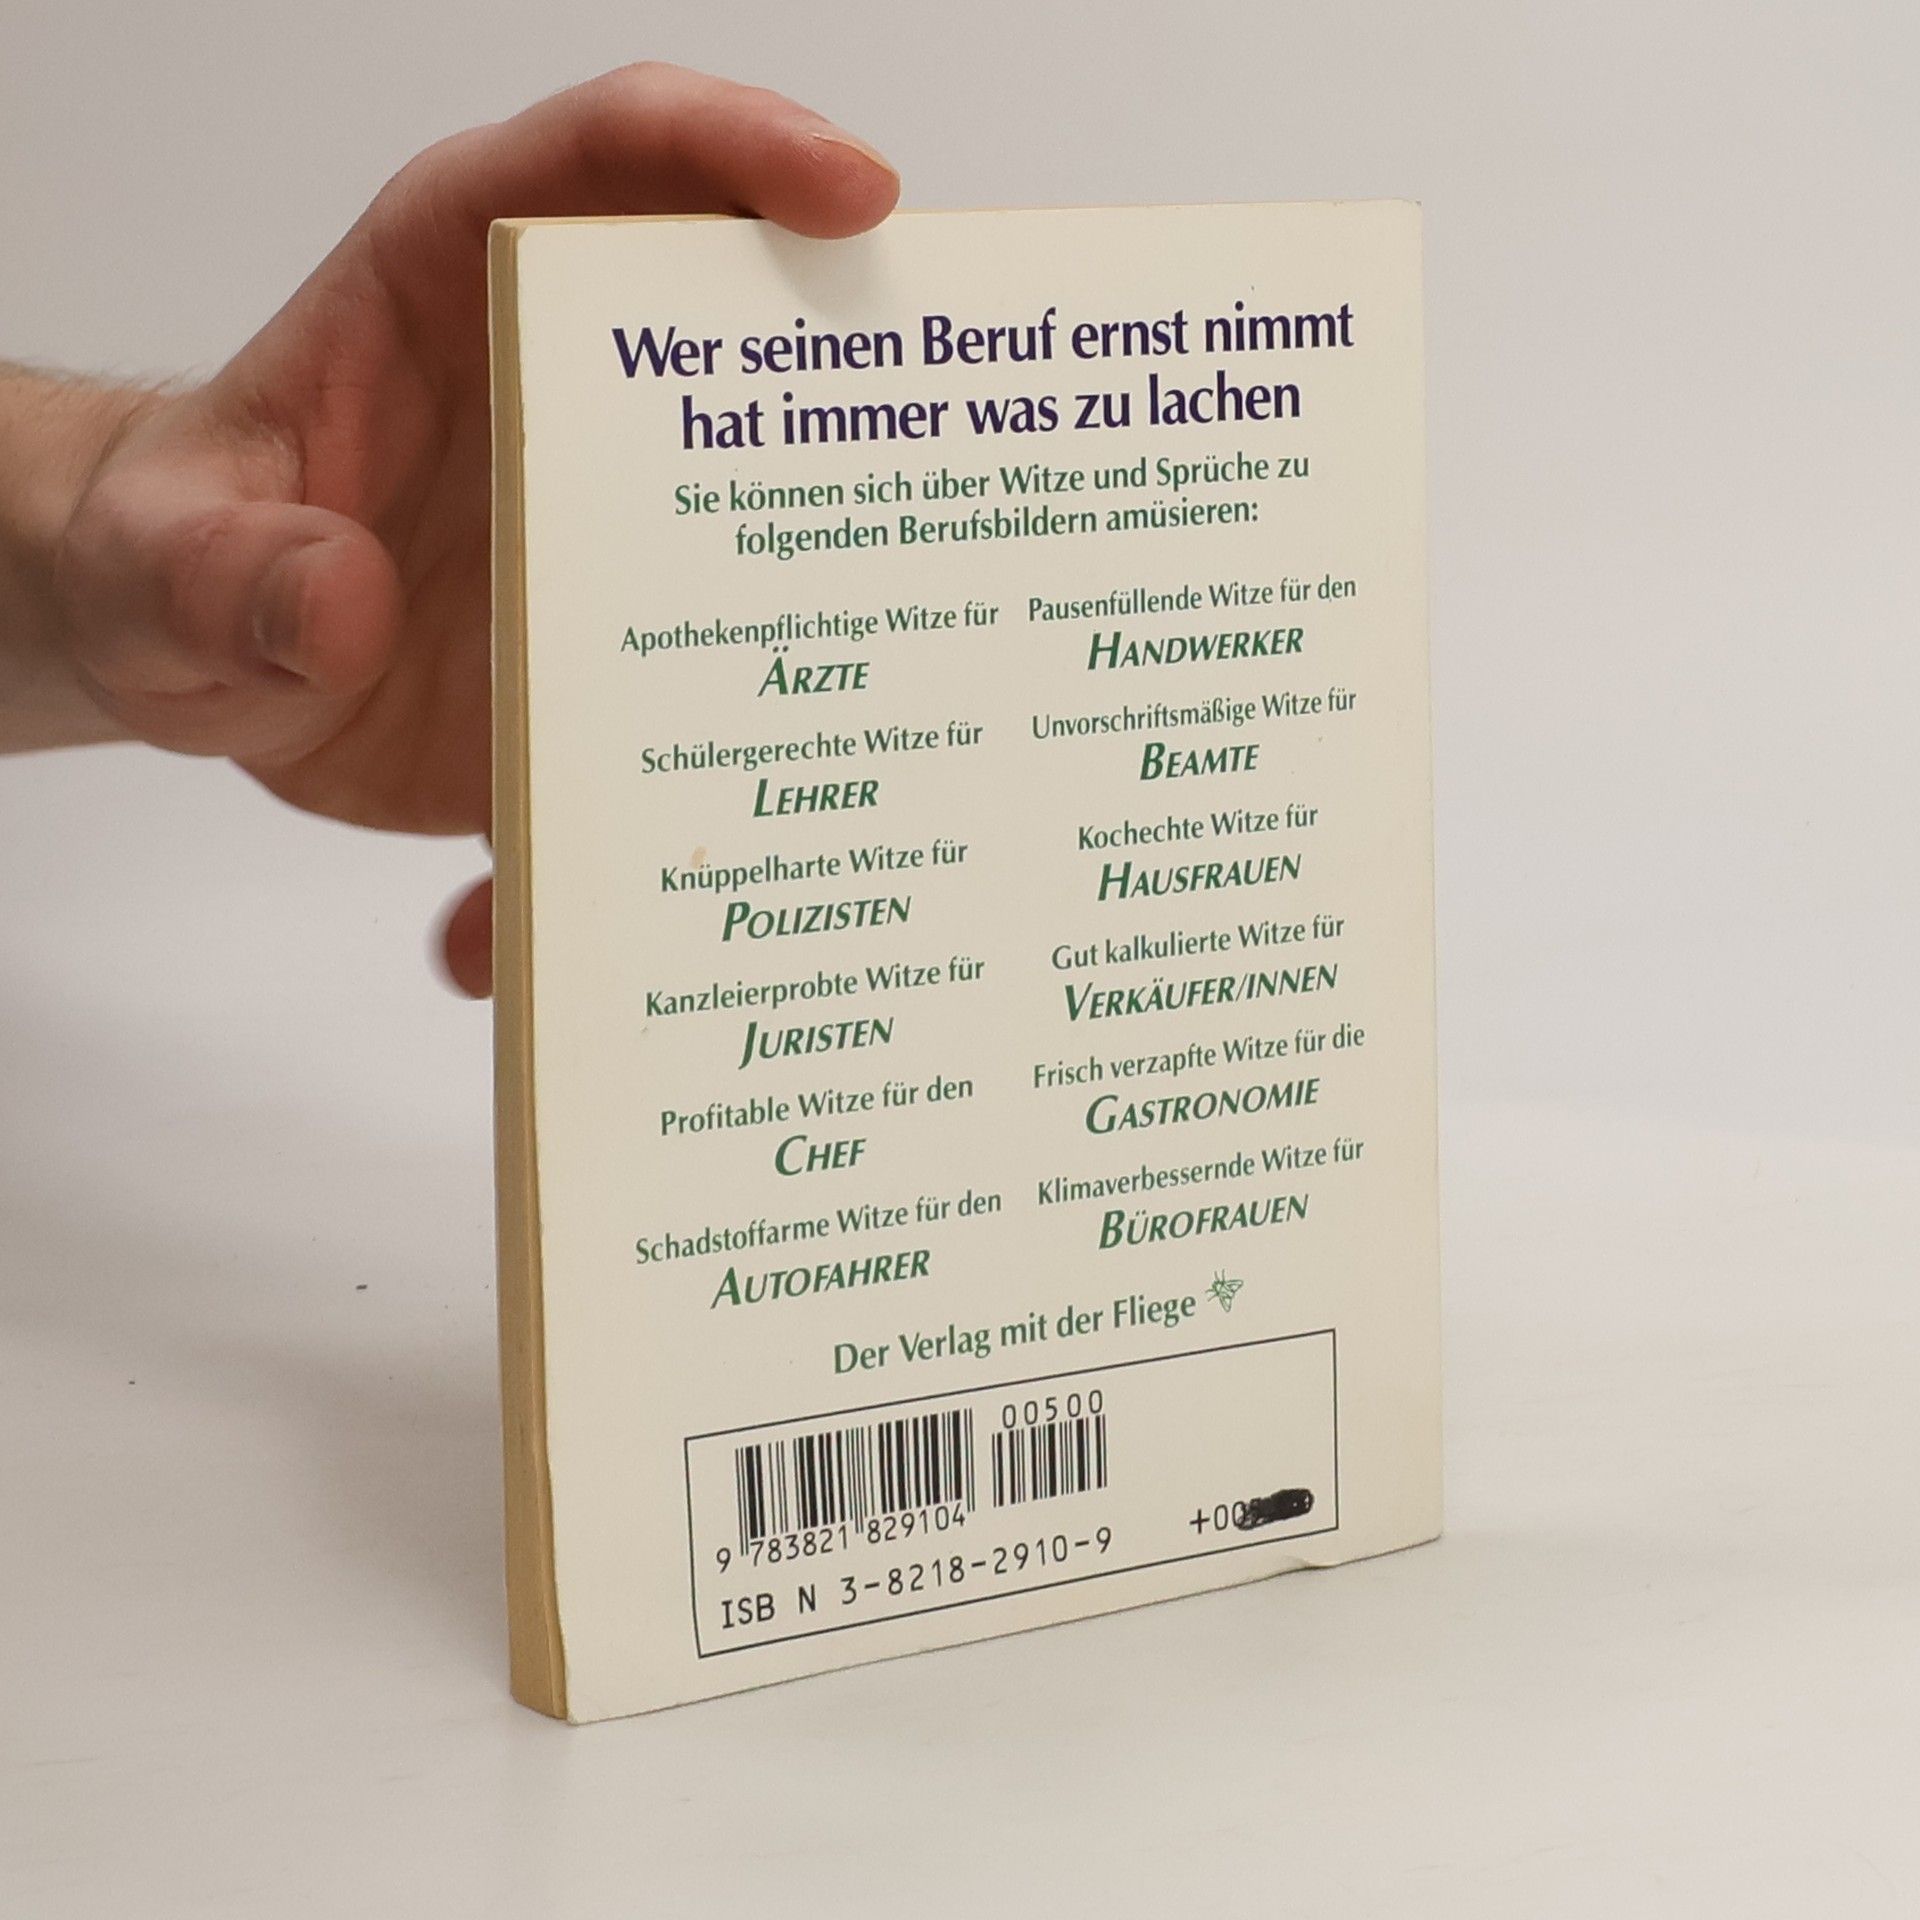 Wer seinen Beruf ernst nimmt
hat immer was zu lachen
Sie können sich über Witze und Sprüche zu
folgenden Berufsbildern amüsieren:
Apothekenpflichtige Witze für
ÄRZTE
Schülergerechte Witze für
LEHRER
Knüppelharte Witze für
POLIZISTEN
Kanzleierprobte Witze für
JURISTEN
Profitable Witze für den
CHEF
Schadstoffarme Witze für den
AUTOFAHRER
Pausenfüllende Witze für den
HANDWERKER
Unvorschriftsmäßige Witze für
BEAMTE
Kochechte Witze für
HAUSFRAUEN
Gut kalkulierte Witze für
VERKÄUFER/INNEN
Frisch verzapfte Witze für die
GASTRONOMIE
Klimaverbessernde Witze für
BÜROFRAUEN
Der Verlag mit der Fliege
00500
9 783821 829104
ISBN 3-8218-2910-9